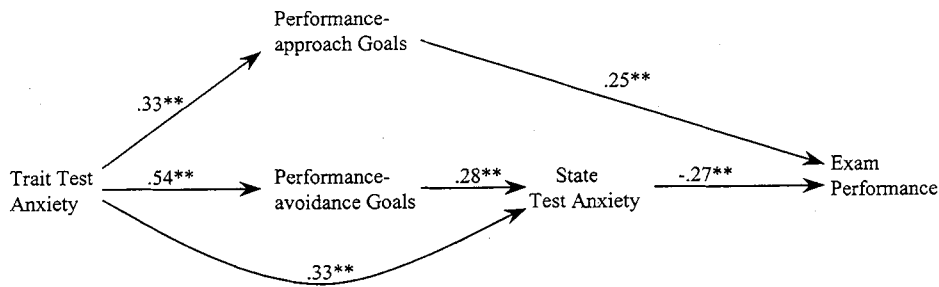 Performance-
approach Goals
.25**
.33**
Exam
Performance
Trait Test
Anxiety
.54**
Performance-
avoidance Goals
.28**
State
Test Anxiety
-.27**
.33**